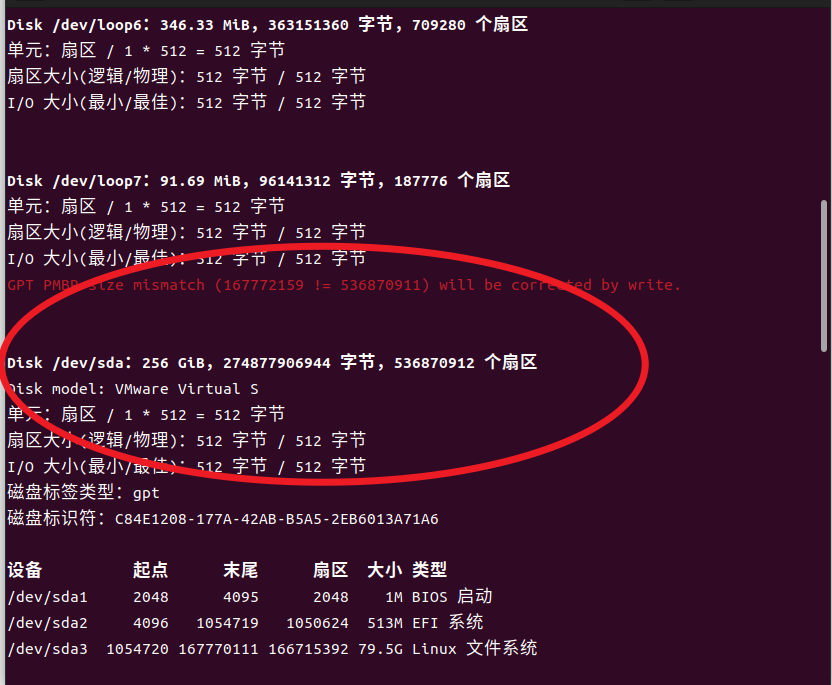 Disk /dev/loop6：346.33 MiB，363151360 字节，709280 个扇区
单元：扇区 / 1 * 512 = 512 字节
扇区大小(逻辑/物理)：512 字节 / 512 字节
I/O 大小(最小/最佳)：512 字节 / 512 字节
Disk /dev/loop7：91.69 MiB，96141312 字节，187776 个扇区
单元：扇区 / 1 * 512 = 512 字节
扇区大小(逻辑/物理)：512 字节 / 512 字节
I/O 大小(最小/最佳)：512 字节 / 512 字节
GPT PMBR size mismatch (167772159 != 536870911) will be corrected by write.
Disk /dev/sda：256 GiB，274877906944 字节，536870912 个扇区
Disk model: VMware Virtual S
单元：扇区 / 1 * 512 = 512 字节
扇区大小(逻辑/物理)：512 字节 / 512 字节
I/O 大小(最小/最佳)：512 字节 / 512 字节
磁盘标签类型：gpt
磁盘标识符：C84E1208-177A-42AB-B5A5-2EB6013A71A6
设备 起点 末尾 扇区 大小 类型
/dev/sda1 2048 4095 2048 1M BIOS 启动
/dev/sda2 4096 1054719 1050624 513M EFI 系统
/dev/sda3 1054720 167770111 166715392 79.5G Linux 文件系统